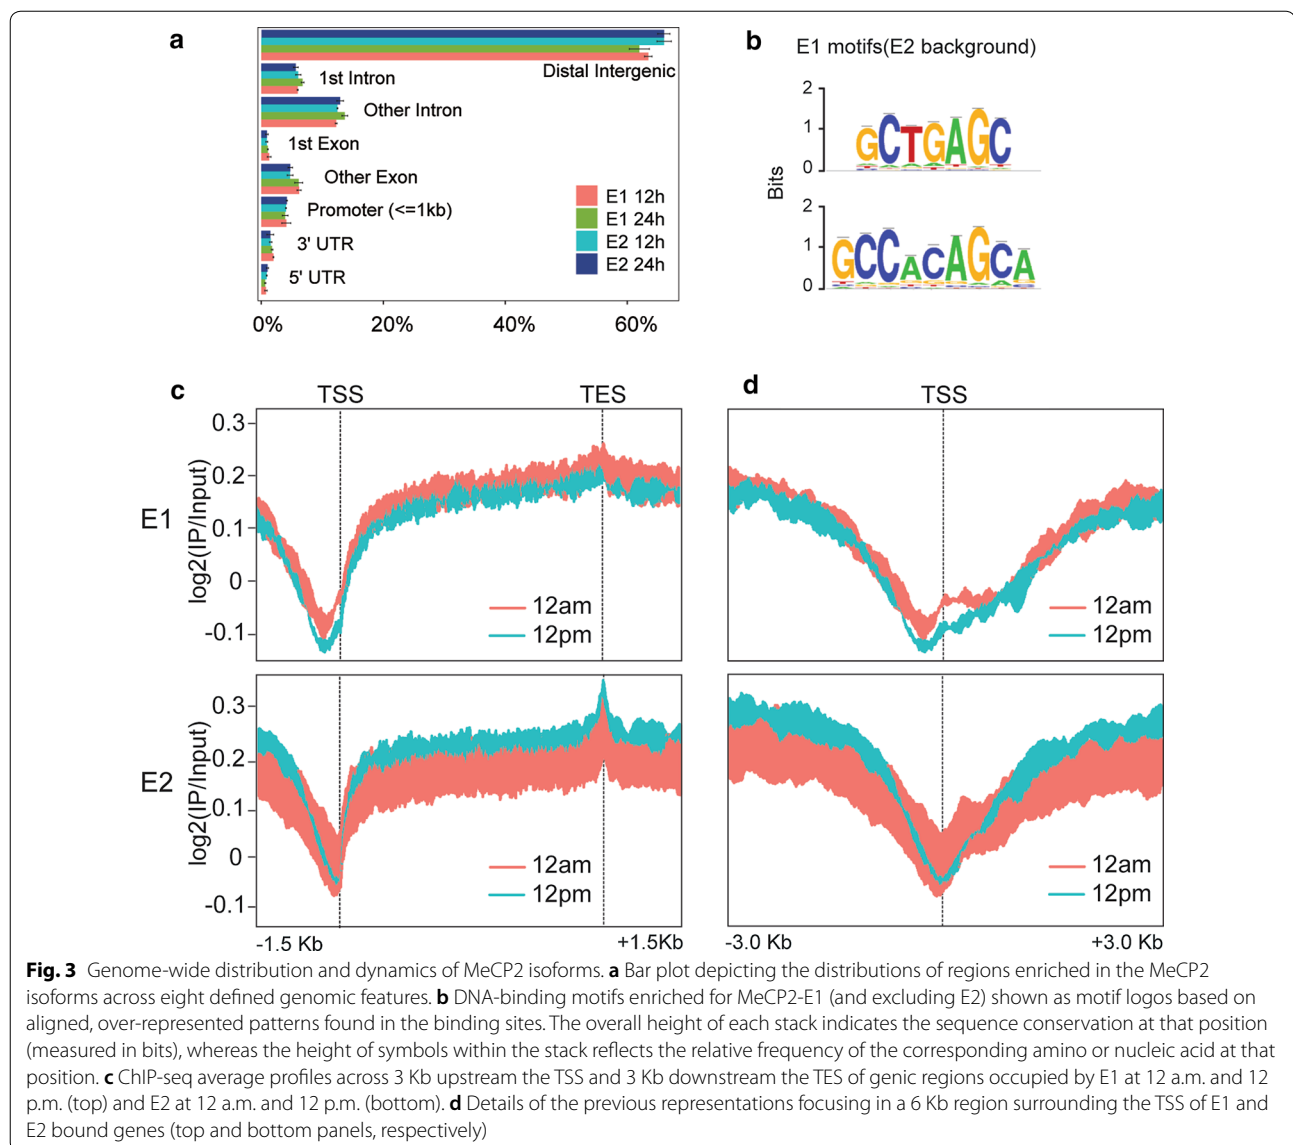 a
Distal Intergenic
1st Intron
Other Intron
1st Exon
Other Exon
Promoter (<=1kb)
3' UTR
5' UTR
E1 12h
E1 24h
E2 12h
E2 24h
0% 20% 40% 60%
b
E1 motifs(E2 background)
Bits
2
1
0
GCTGAGC
2
1
0
GCCACAGCA
c
TSS TES
E1
log2(IP/Input)
0.3
0.2
0.1
0
-0.1
12am
12pm
E2
log2(IP/Input)
0.3
0.2
0.1
0
-0.1
12am
12pm
-1.5 Kb +1.5Kb
d
TSS
12am
12pm
12am
12pm
-3.0 Kb +3.0 Kb
Fig. 3 Genome-wide distribution and dynamics of MeCP2 isoforms. a Bar plot depicting the distributions of regions enriched in the MeCP2
isoforms across eight defined genomic features. b DNA-binding motifs enriched for MeCP2-E1 (and excluding E2) shown as motif logos based on
aligned, over-represented patterns found in the binding sites. The overall height of each stack indicates the sequence conservation at that position
(measured in bits), whereas the height of symbols within the stack reflects the relative frequency of the corresponding amino or nucleic acid at that
position. c ChIP-seq average profiles across 3 Kb upstream the TSS and 3 Kb downstream the TES of genic regions occupied by E1 at 12 a.m. and 12
p.m. (top) and E2 at 12 a.m. and 12 p.m. (bottom). d Details of the previous representations focusing in a 6 Kb region surrounding the TSS of E1 and
E2 bound genes (top and bottom panels, respectively)